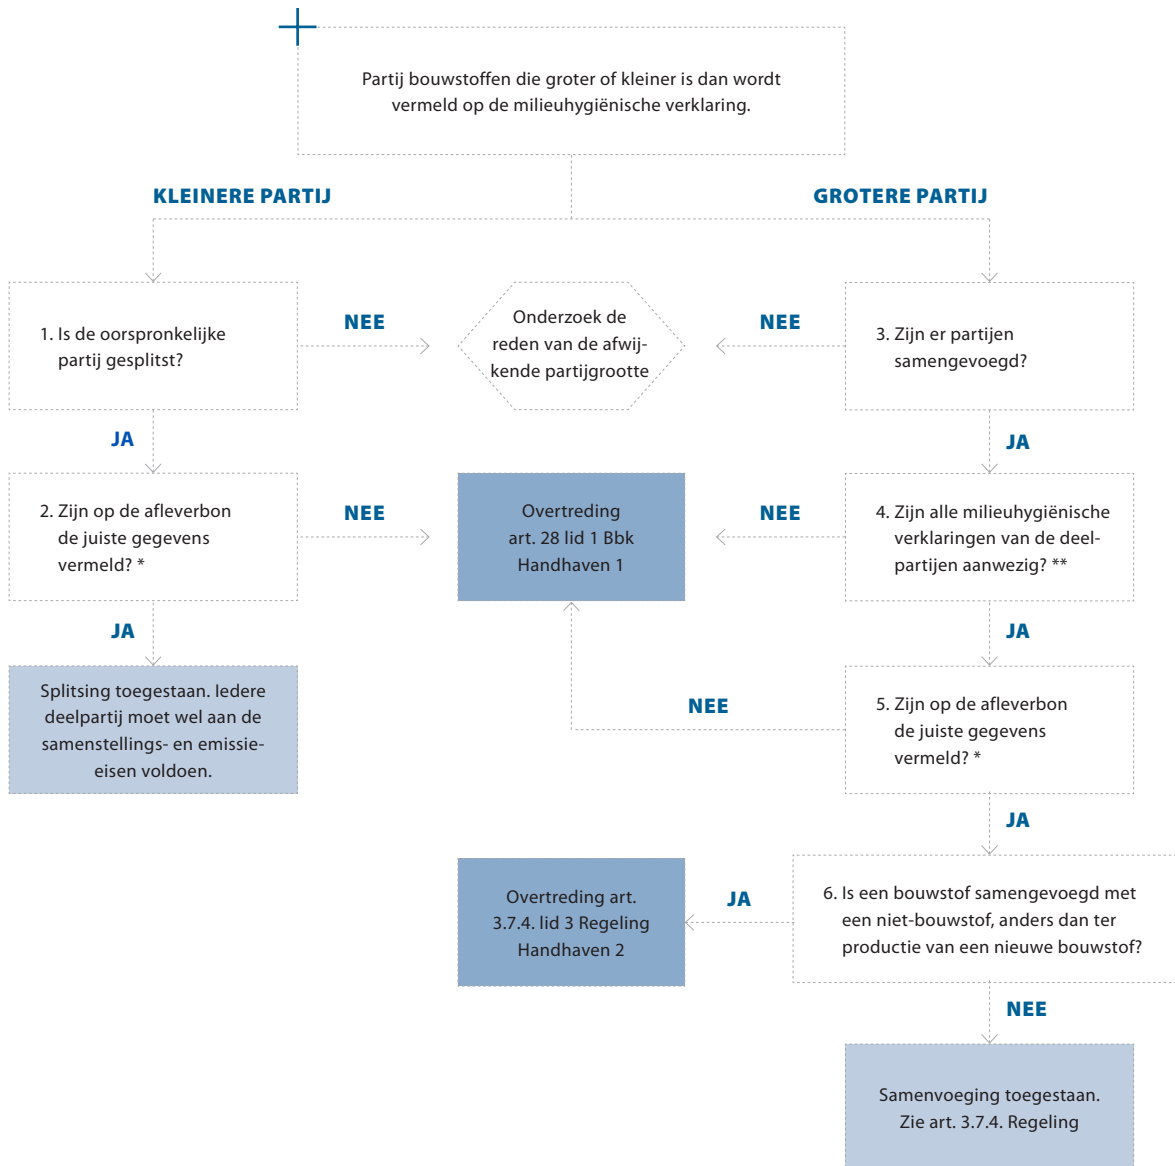 Partij bouwstoffen die groter of kleiner is dan wordt
vermeld op de milieuhygiënische verklaring.
KLEINERE PARTIJ
GROTERE PARTIJ
1. Is de oorspronkelijke
partij gesplitst?
NEE
Onderzoek de
reden van de afwij-
kende partijgrootte
NEE
3. Zijn er partijen
samengevoegd?
JA
JA
2. Zijn op de afleverbon
de juiste gegevens
vermeld? *
NEE
Overtreding
art. 28 lid 1 Bbk
Handhaven 1
NEE
4. Zijn alle milieuhygiënische
verklaringen van de deel-
partijen aanwezig? **
JA
JA
Splitsing toegestaan. Iedere
deelpartij moet wel aan de
samenstellings- en emissie-
eisen voldoen.
NEE
5. Zijn op de afleverbon
de juiste gegevens
vermeld? *
JA
Overtreding art.
3.7.4. lid 3 Regeling
Handhaven 2
JA
6. Is een bouwstof samengevoegd met
een niet-bouwstof, anders dan ter
productie van een nieuwe bouwstof?
NEE
Samenvoeging toegestaan.
Zie art. 3.7.4. Regeling